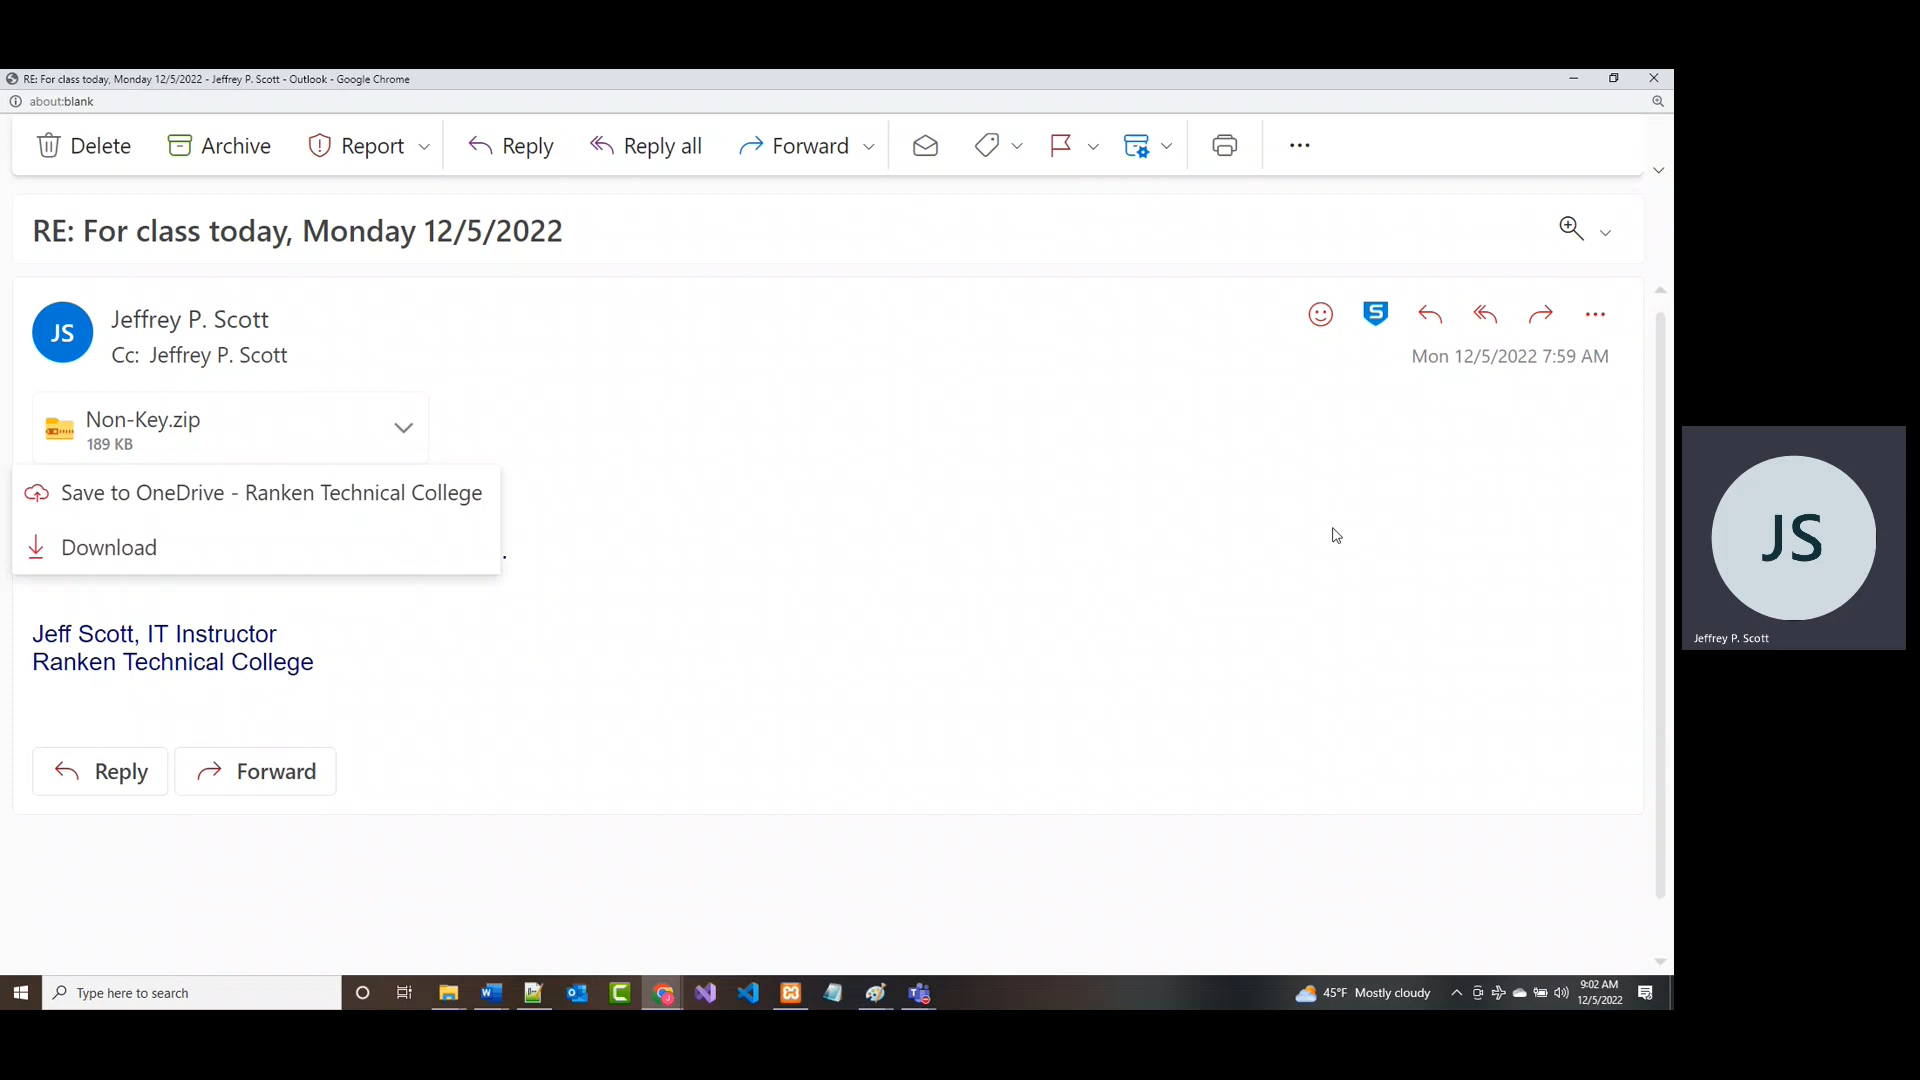 RE: For class today, Monday 12/5/2022 - Jeffrey P. Scott - Outlook - Google Chrome
about:blank
Delete Archive Report Reply Reply all Forward
RE: For class today, Monday 12/5/2022
JS
Jeffrey P. Scott
Cc: Jeffrey P. Scott
S
Mon 12/5/2022 7:59 AM
Non-Key.zip
189 KB
Save to OneDrive - Ranken Technical College
Download
.
Jeff Scott, IT Instructor
Ranken Technical College
Reply Forward
JS
Jeffrey P. Scott
Type here to search
45°F Mostly cloudy
9:02 AM
12/5/2022